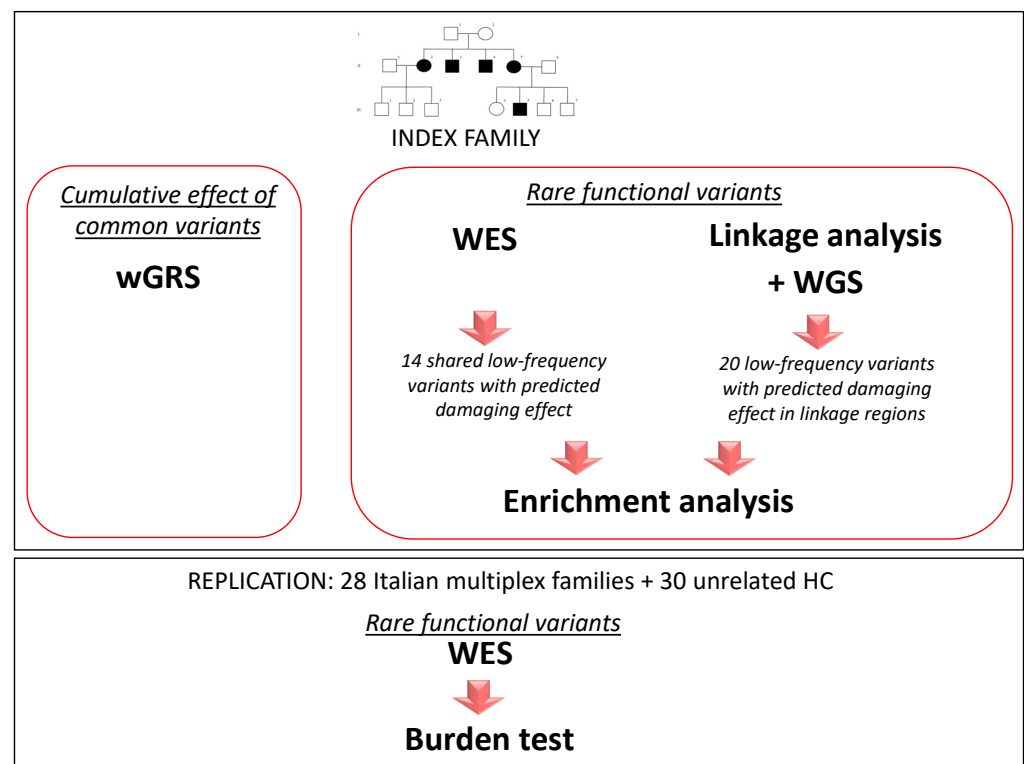 INDEX FAMILY
Cumulative effect of
common variants
wGRS
Rare functional variants
WES
Linkage analysis
+ WGS
14 shared low-frequency
variants with predicted
damaging effect
20 low-frequency variants
with predicted damaging
effect in linkage regions
Enrichment analysis
REPLICATION: 28 Italian multiplex families + 30 unrelated HC
Rare functional variants
WES
Burden test